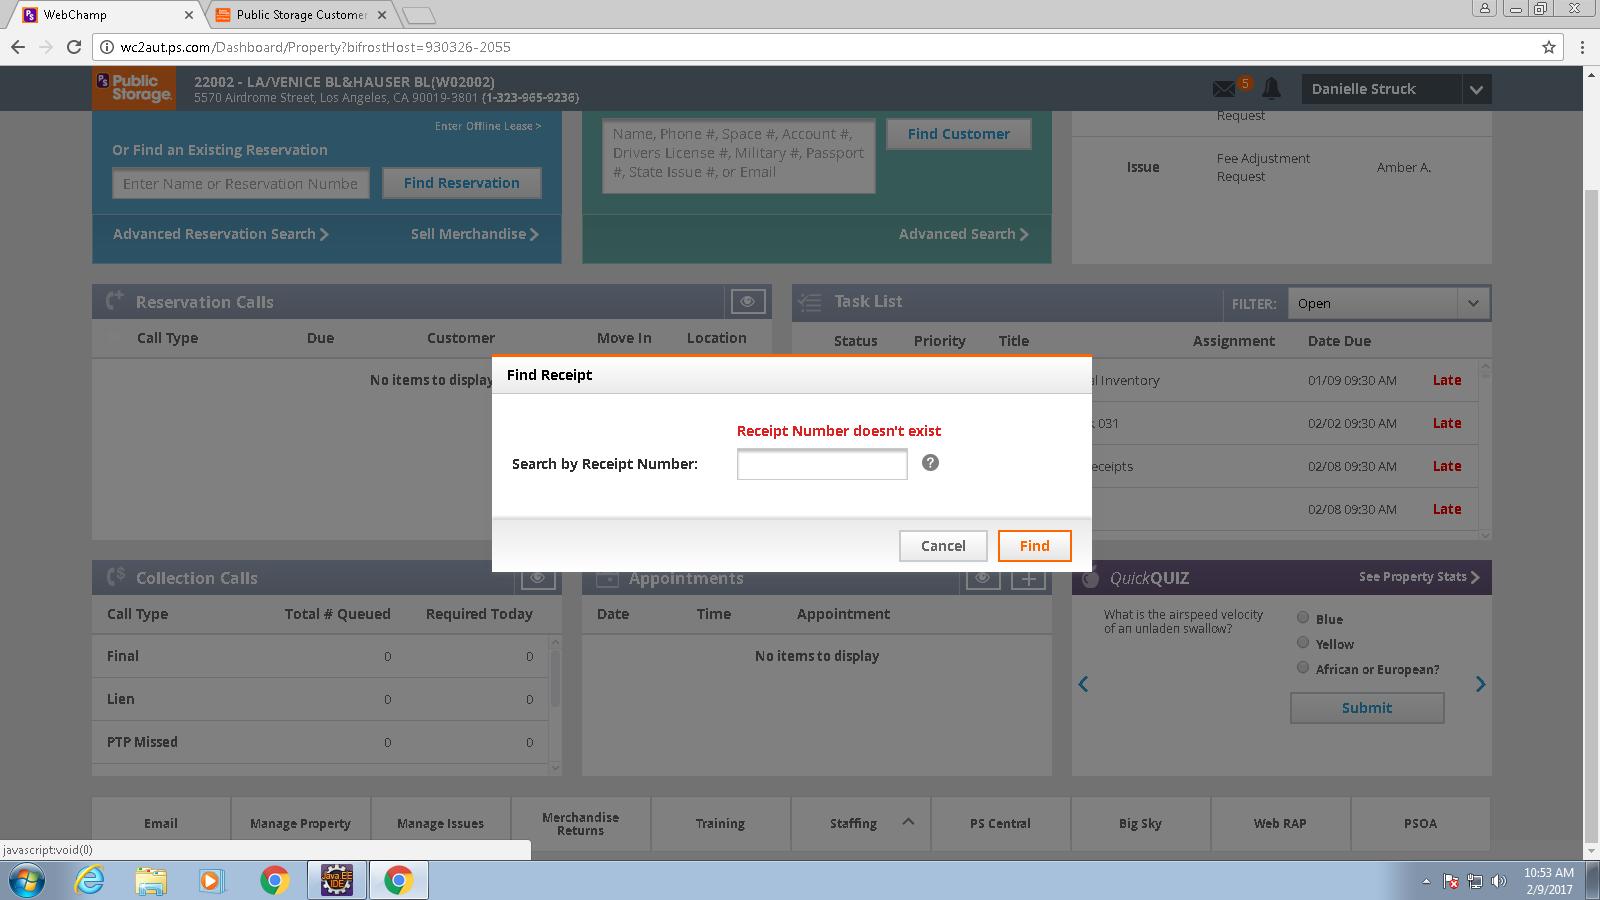 WebChamp
Public Storage Customer
wc2aut.ps.com/Dashboard/Property?bifrostHost=930326-2055
PS Public Storage.
22002 - LA/VENICE BL&HAUSER BL(W02002)
5570 Airdrome Street, Los Angeles, CA 90019-3801 (1-323-965-9236)
5
Danielle Struck
Enter Offline Lease >
Or Find an Existing Reservation
Enter Name or Reservation Numbe
Find Reservation
Advanced Reservation Search
Sell Merchandise
Name, Phone #, Space #, Account #,
Drivers License #, Military #, Passport
#, State Issue #, or Email
Find Customer
Advanced Search
Request
Issue
Fee Adjustment
Request
Amber A.
Reservation Calls
Call Type Due Customer Move In Location
No items to display
Task List
FILTER: Open
Status Priority Title Assignment Date Due
al Inventory 01/09 09:30 AM Late
031 02/02 09:30 AM Late
eceipts 02/08 09:30 AM Late
02/08 09:30 AM Late
Find Receipt
Receipt Number doesn't exist
Search by Receipt Number:
?
Cancel
Find
Collection Calls
Call Type Total # Queued Required Today
Final 0 0
Lien 0 0
PTP Missed 0 0
Appointments
Date Time Appointment
No items to display
QuickQUIZ
See Property Stats
What is the airspeed velocity
of an unladen swallow?
Blue
Yellow
African or European?
Submit
Email
Manage Property
Manage Issues
Merchandise
Returns
Training
Staffing
PS Central
Big Sky
Web RAP
PSOA
javascript:void(0)
Java EE
IDE
10:53 AM
2/9/2017